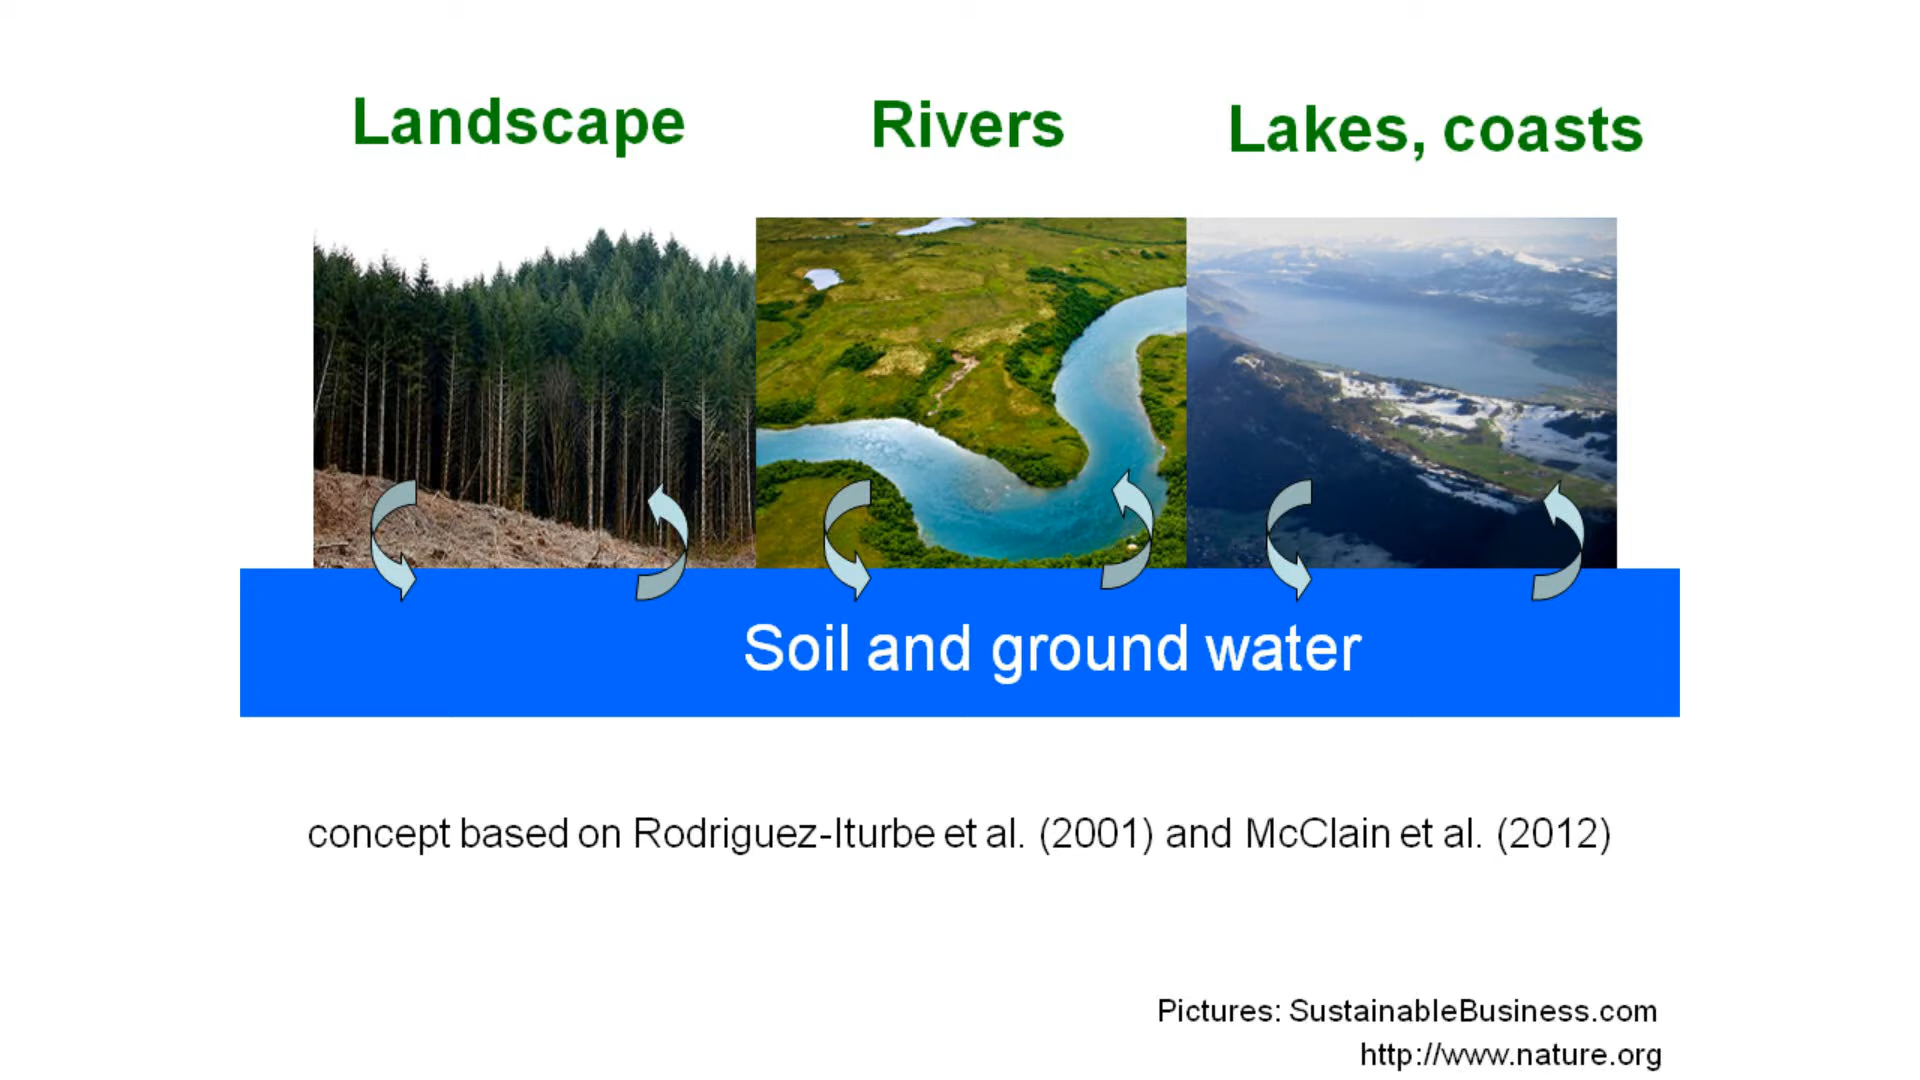 Landscape
Rivers
Lakes, coasts
Soil and ground water
concept based on Rodriguez-Iturbe et al. (2001) and McClain et al. (2012)
Pictures: SustainableBusiness.com
http://www.nature.org